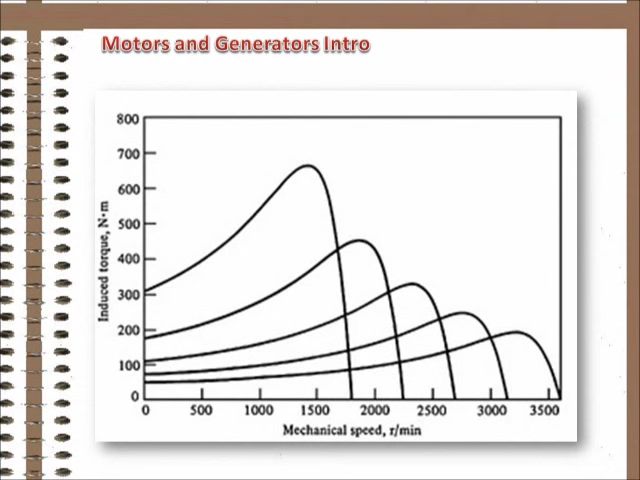 Motors and Generators Intro
800
700
600
500
400
300
200
100
0
Induced torque, N·m
0 500 1000 1500 2000 2500 3000 3500
Mechanical speed, r/min